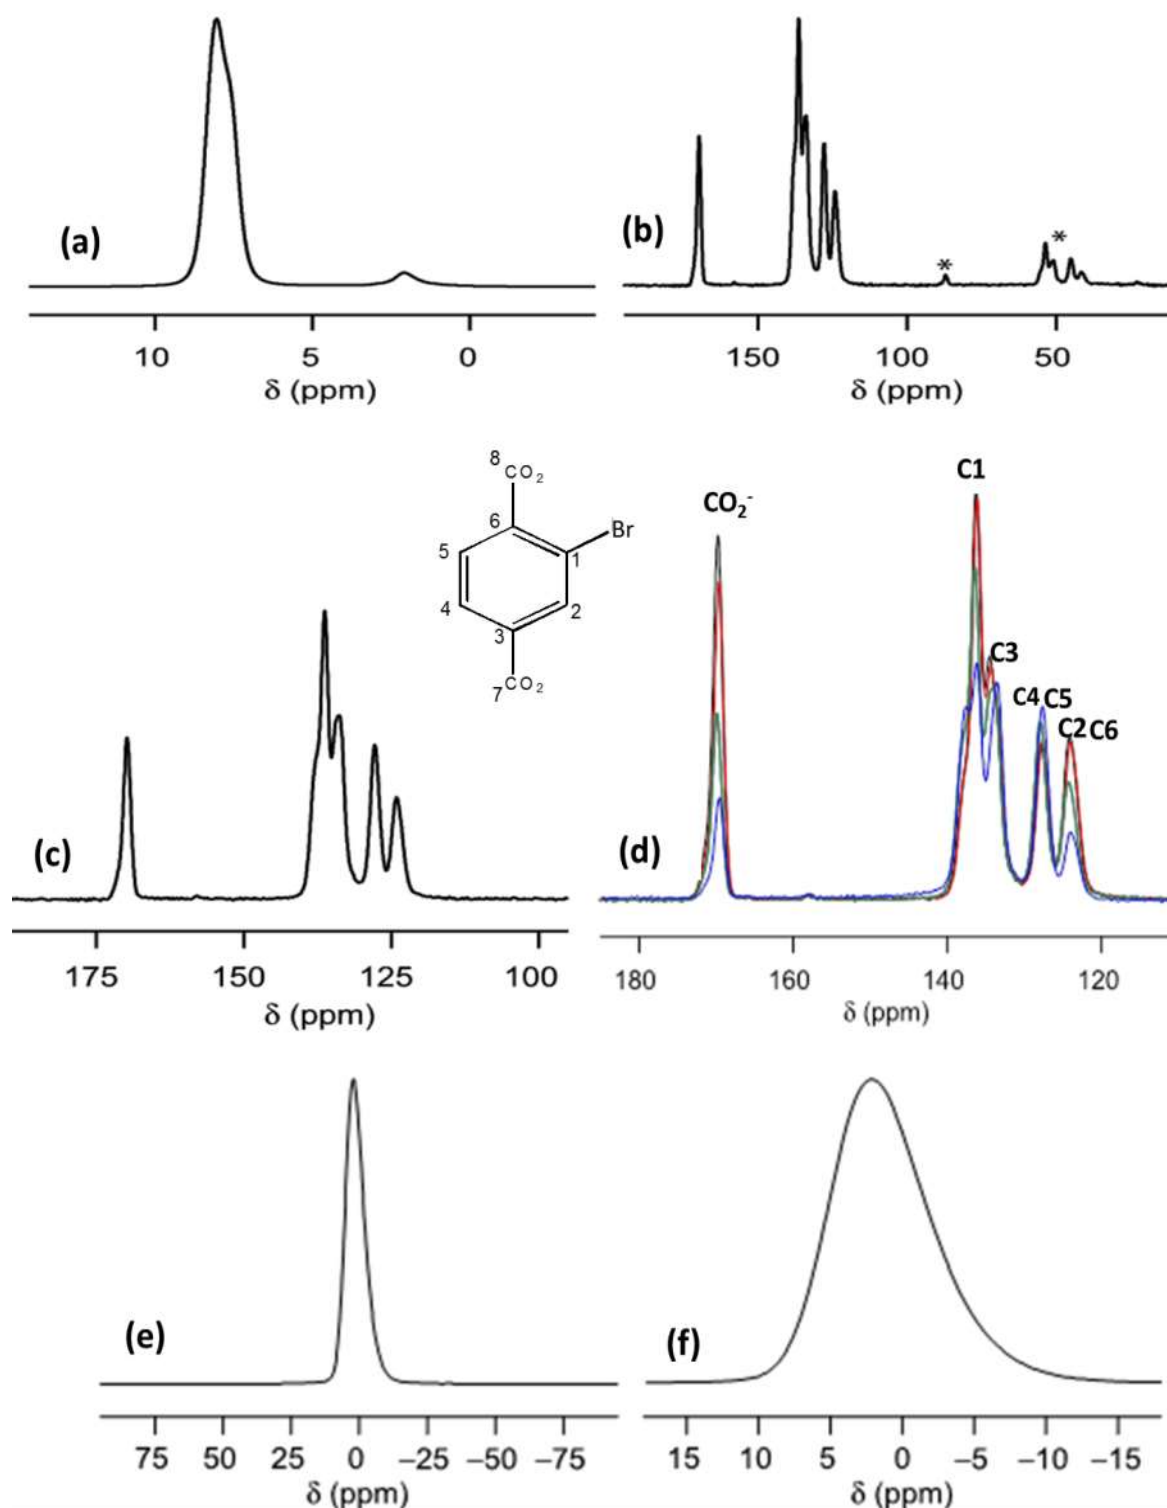 (a)
10 5 0
δ (ppm)
(b)
* *
150 100 50
δ (ppm)
8 CO2
6
Br
5
1
4
2
3
7 CO2
(c)
175 150 125 100
δ (ppm)
C1
CO2-
C3
C4 C5
C2 C6
(d)
180 160 140 120
δ (ppm)
(e)
75 50 25 0 −25 −50 −75
δ (ppm)
(f)
15 10 5 0 −5 −10 −15
δ (ppm)